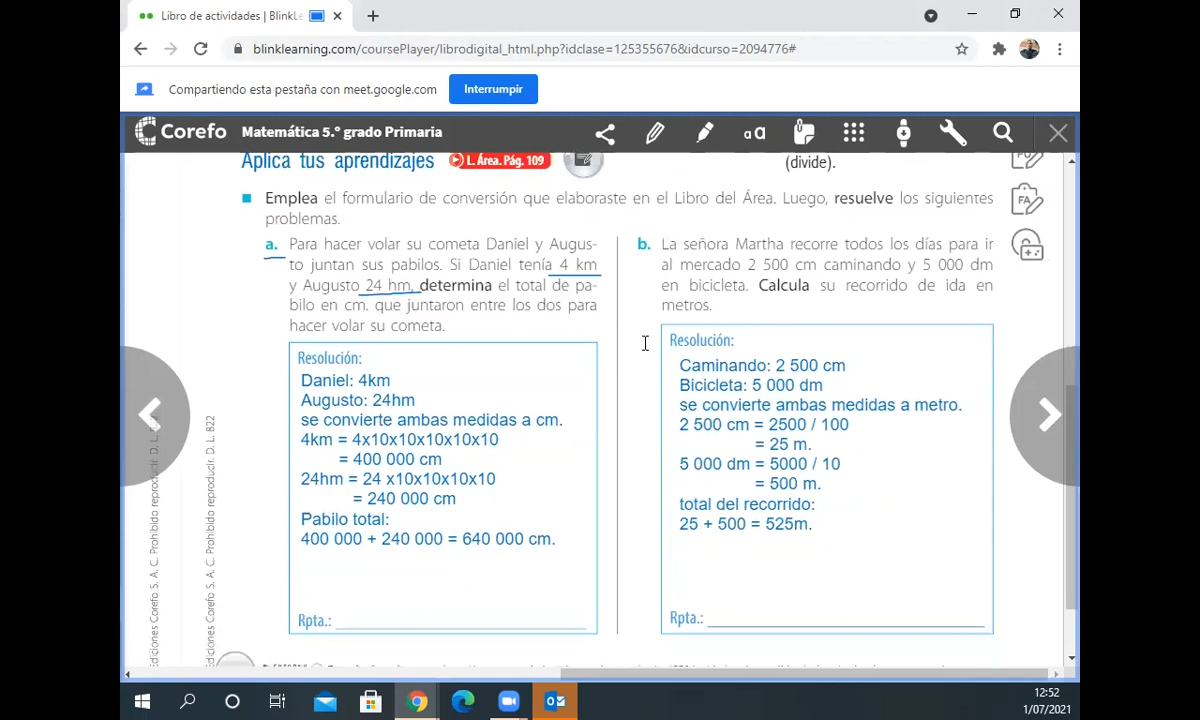 Libro de actividades | BlinkLe
blinklearning.com/coursePlayer/librodigital_html.php?idclase=125355676&idcurso=2094776#
Compartiendo esta pestaña con meet.google.com
Interrumpir
Corefo
Matemática 5.° grado Primaria
aA
Aplica tus aprendizajes
L. Área. Pág. 109
(divide).
Emplea el formulario de conversión que elaboraste en el Libro del Área. Luego, resuelve los siguientes
problemas.
a. Para hacer volar su cometa Daniel y Augus-
to juntan sus pabilos. Si Daniel tenía 4 km
y Augusto 24 hm, determina el total de pa-
bilo en cm. que juntaron entre los dos para
hacer volar su cometa.
Resolución:
Daniel: 4km
Augusto: 24hm
se convierte ambas medidas a cm.
4km = 4x10x10x10x10x10
= 400 000 cm
24hm = 24 x10x10x10x10
= 240 000 cm
Pabilo total:
400 000 + 240 000 = 640 000 cm.
Rpta.:
b. La señora Martha recorre todos los días para ir
al mercado 2 500 cm caminando y 5 000 dm
en bicicleta. Calcula su recorrido de ida en
metros.
Resolución:
Caminando: 2 500 cm
Bicicleta: 5 000 dm
se convierte ambas medidas a metro.
2 500 cm = 2500 / 100
= 25 m.
5 000 dm = 5000 / 10
= 500 m.
total del recorrido:
25 + 500 = 525m.
Rpta.:
FA
Ediciones Corefo S. A. C. Prohibido reproducir. D. L. 822
12:52
1/07/2021